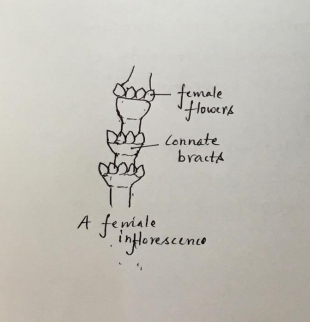 female
flowers
Connate
bracts
A female
inflorescence